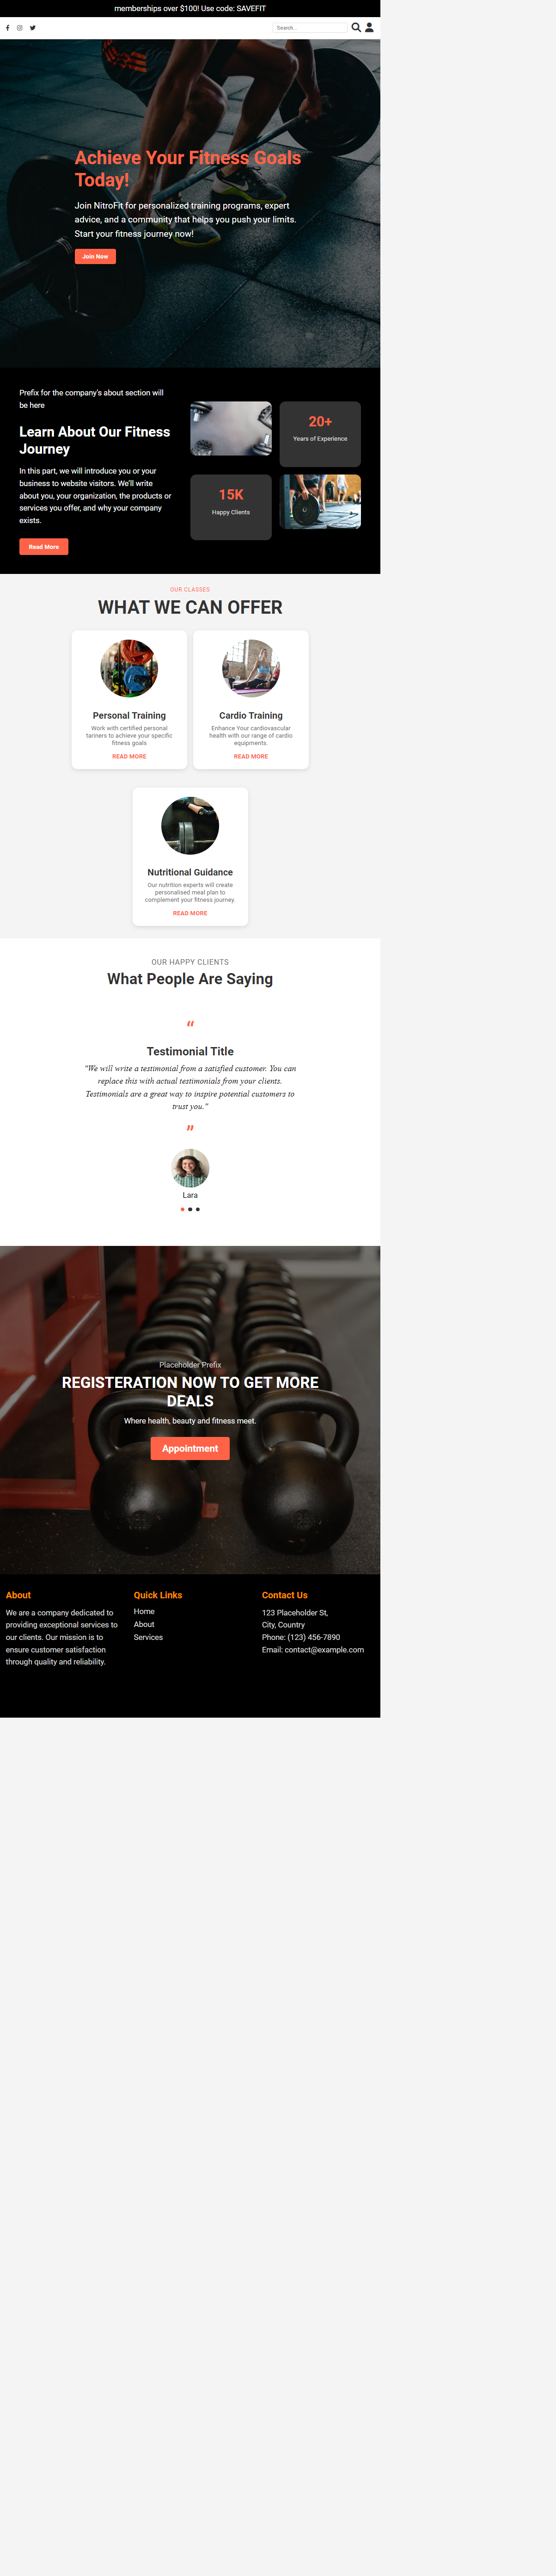 memberships over $100! Use code: SAVEFIT
Search...
Achieve Your Fitness Goals
Today!
Join NitroFit for personalized training programs, expert
advice, and a community that helps you push your limits.
Start your fitness journey now!
Join Now
Prefix for the company's about section will
be here
Learn About Our Fitness
Journey
In this part, we will introduce you or your
business to website visitors. We'll write
about you, your organization, the products or
services you offer, and why your company
exists.
Read More
20+
Years of Experience
15K
Happy Clients
OUR CLASSES
WHAT WE CAN OFFER
Personal Training
Work with certified personal
tariners to achieve your specific
fitness goals
READ MORE
Cardio Training
Enhance Your cardiovascular
health with our range of cardio
equipments.
READ MORE
Nutritional Guidance
Our nutrition experts will create
personalised meal plan to
complement your fitness journey.
READ MORE
OUR HAPPY CLIENTS
What People Are Saying
“
Testimonial Title
"We will write a testimonial from a satisfied customer. You can
replace this with actual testimonials from your clients.
Testimonials are a great way to inspire potential customers to
trust you."
”
Lara
Placeholder Prefix
REGISTERATION NOW TO GET MORE
DEALS
Where health, beauty and fitness meet.
Appointment
About
We are a company dedicated to
providing exceptional services to
our clients. Our mission is to
ensure customer satisfaction
through quality and reliability.
Quick Links
Home
About
Services
Contact Us
123 Placeholder St,
City, Country
Phone: (123) 456-7890
Email: contact@example.com